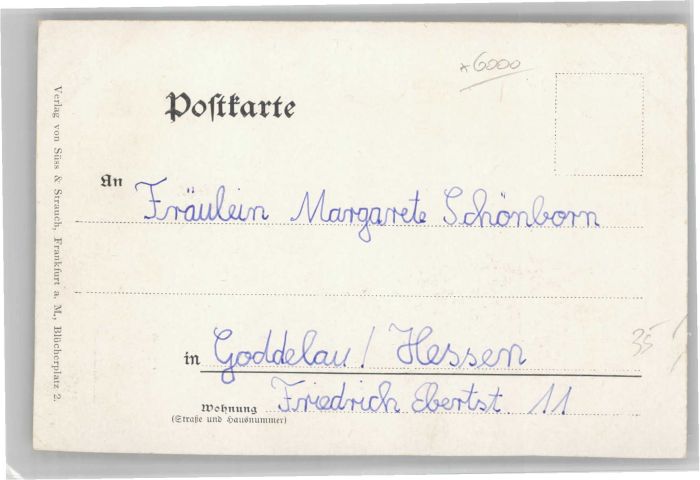 *6000
Postkarte
An Fräulein Margarete Schönborn
in Goddelau / Hessen
35
Wohnung Friedrich Ebertst. 11
(Straße und Hausnummer)
Verlag von Süss & Strauch, Frankfurt a. M., Blücherplatz 2.